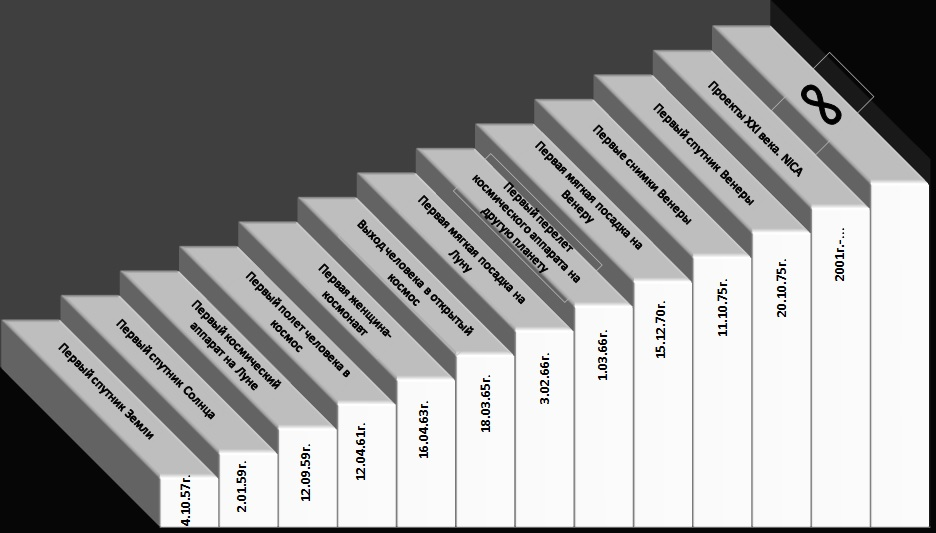 Первый спутник Земли
4.10.57г.
Первый спутник Солнца
2.01.59г.
Первый космический
аппарат на Луне
12.09.59г.
Первый полет человека в
космос
12.04.61г.
Первая женщина-
космонавт
16.04.63г.
Выход человека в открытый
космос
18.03.65г.
Первая мягкая посадка на
Луну
3.02.66г.
Первый перелет
космического аппарата на
другую планету
1.03.66г.
Первая мягкая посадка на
Венеру
15.12.70г.
Первые снимки Венеры
11.10.75г.
Первый спутник Венеры
20.10.75г.
Проекты XXI века. NICA
2001г.-...
∞